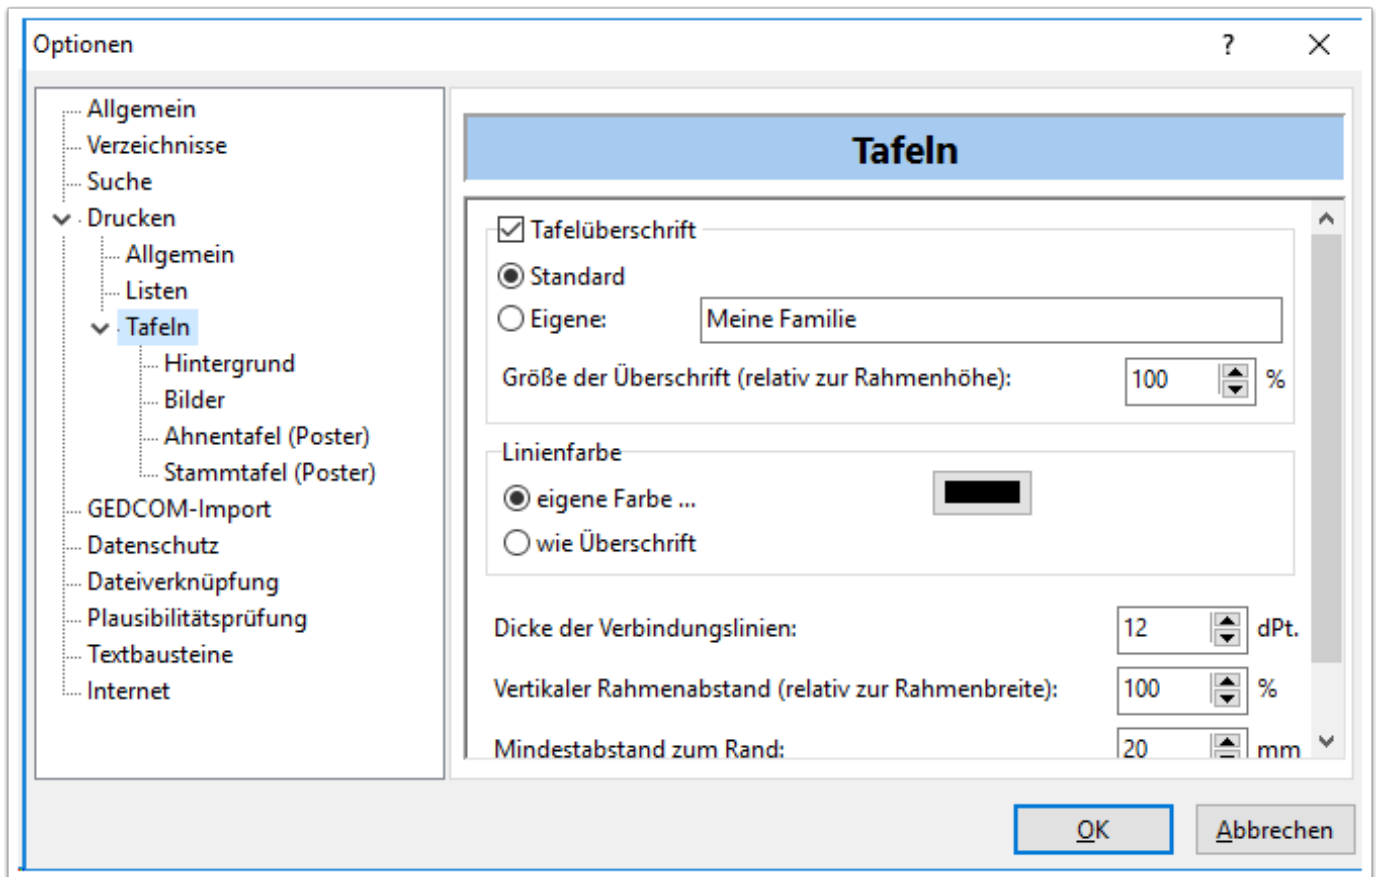 Optionen
?
Allgemein
Verzeichnisse
Suche
Drucken
Allgemein
Listen
Tafeln
Hintergrund
Bilder
Ahnentafel (Poster)
Stammtafel (Poster)
GEDCOM-Import
Datenschutz
Dateiverknüpfung
Plausibilitätsprüfung
Textbausteine
Internet
Tafeln
Tafelüberschrift
Standard
Eigene: Meine Familie
Größe der Überschrift (relativ zur Rahmenhöhe): 100 %
Linienfarbe
eigene Farbe ...
wie Überschrift
Dicke der Verbindungslinien: 12 dPt.
Vertikaler Rahmenabstand (relativ zur Rahmenbreite): 100 %
Mindestabstand zum Rand: 20 mm
OK Abbrechen